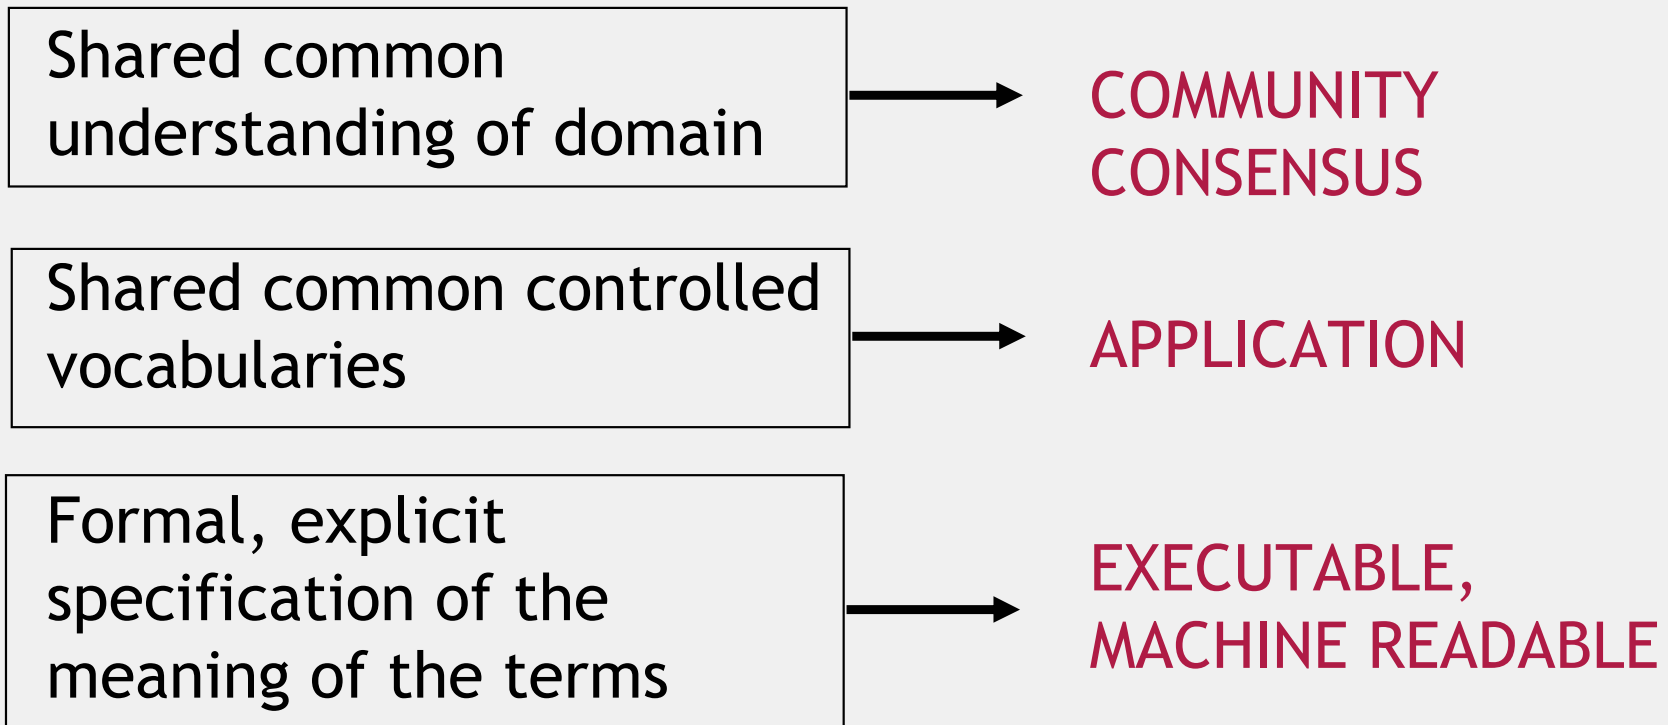 Shared common
understanding of domain
COMMUNITY
CONSENSUS
Shared common controlled
vocabularies
APPLICATION
Formal, explicit
specification of the
meaning of the terms
EXECUTABLE,
MACHINE READABLE